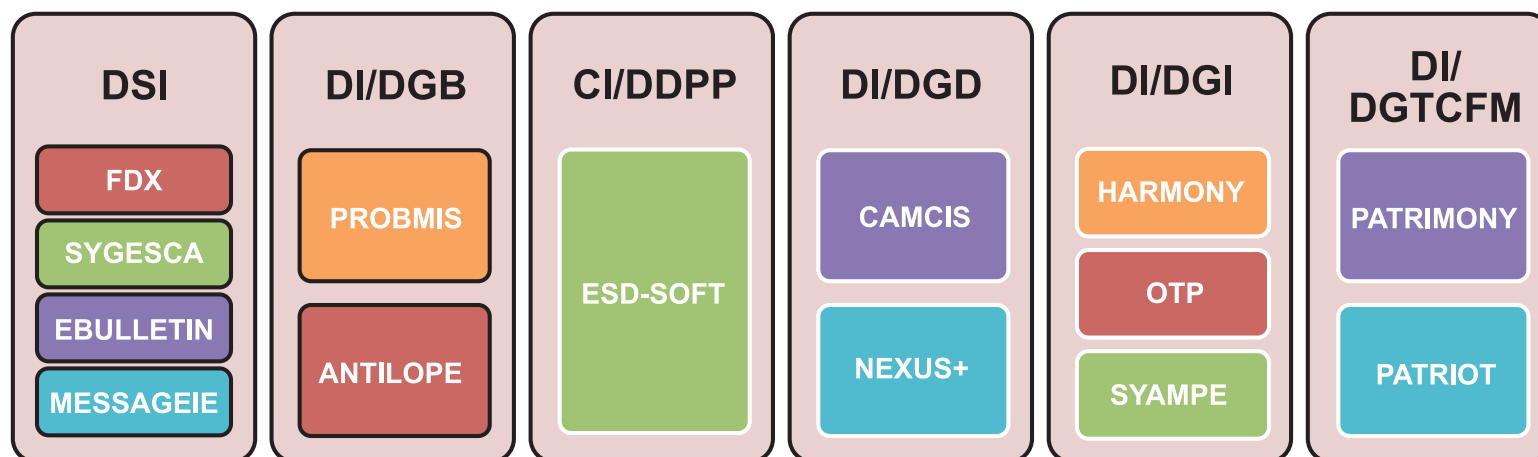 DSI
FDX
SYGESCA
EBULLETIN
MESSAGEIE
DI/DGB
PROBMIS
ANTILOPE
CI/DDPP
ESD-SOFT
DI/DGD
CAMCIS
NEXUS+
DI/DGI
HARMONY
OTP
SYAMPE
DI/
DGTCFM
PATRIMONY
PATRIOT